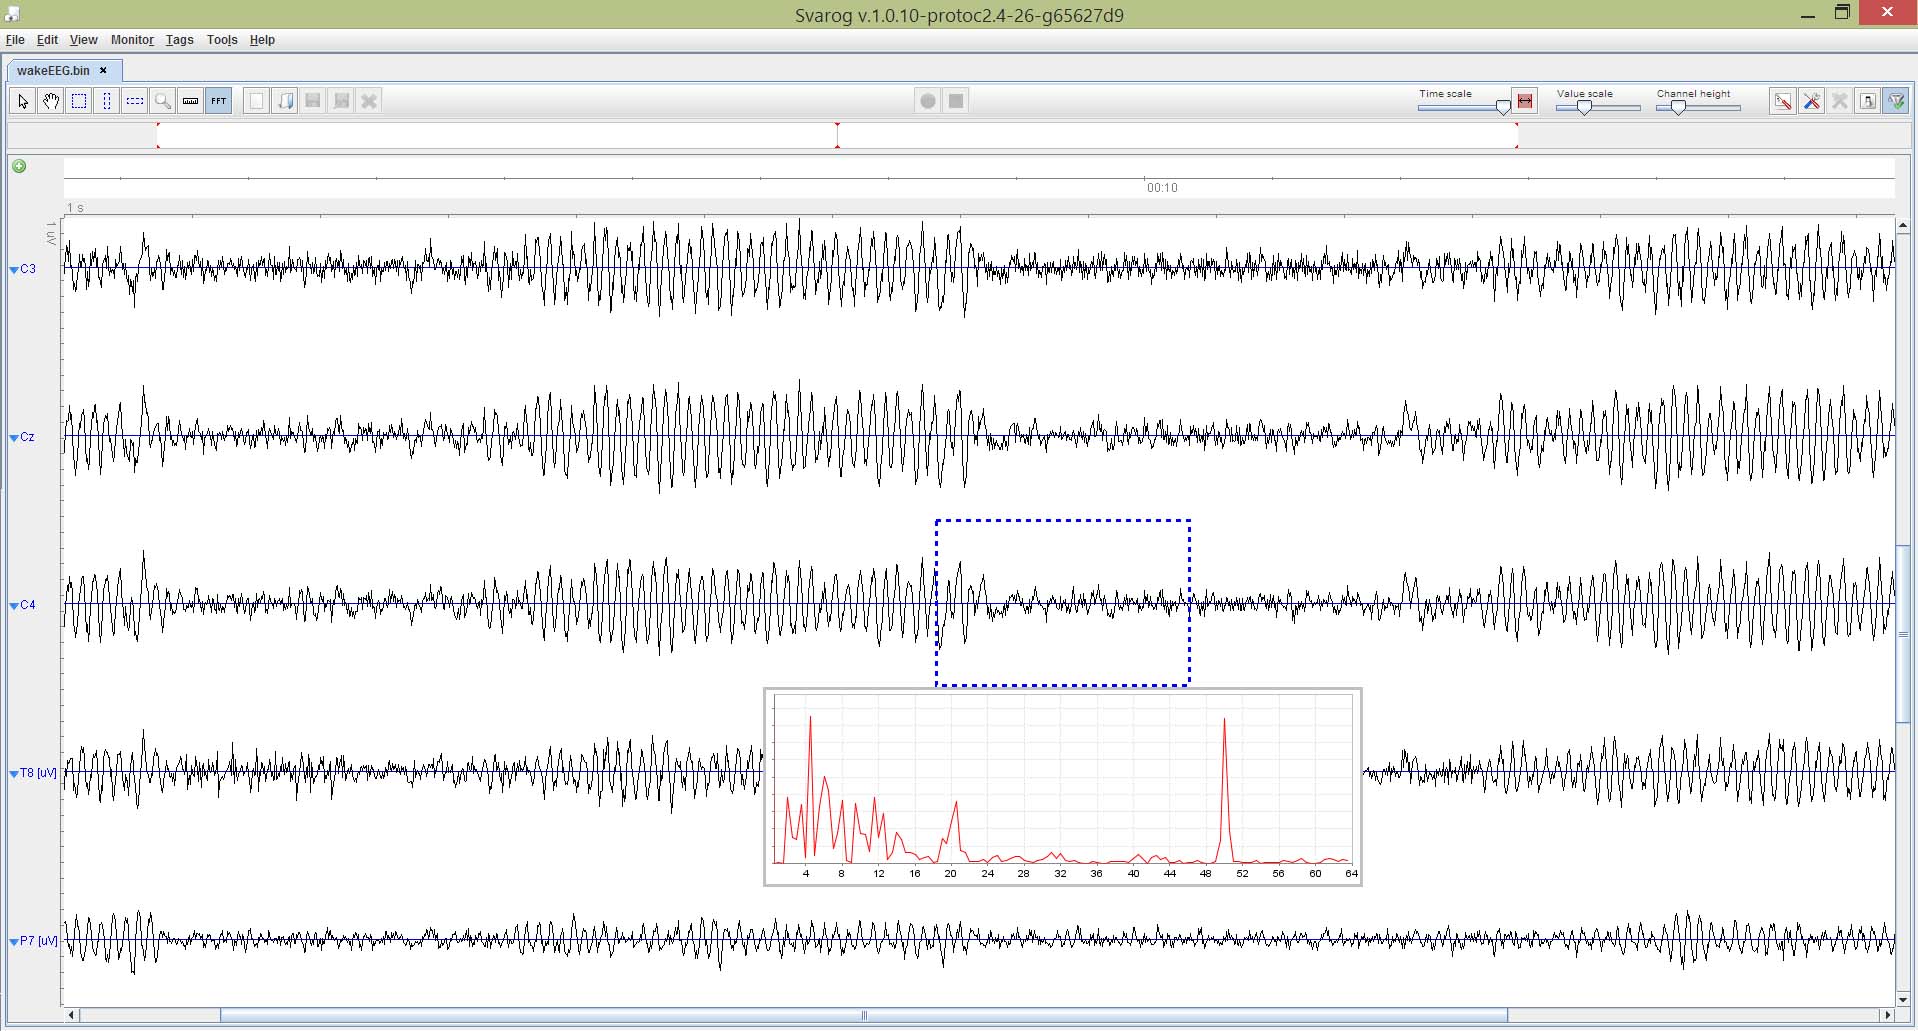 Svarog v.1.0.10-protoc2.4-26-g65627d9
File Edit View Monitor Tags Tools Help
wakeEEG.bin
FFT
Time scale Value scale Channel height
00:10
1 s
1 uV
C3
Cz
C4
T8 [uV]
4 8 12 16 20 24 28 32 36 40 44 48 52 56 60 64
P7 [uV]